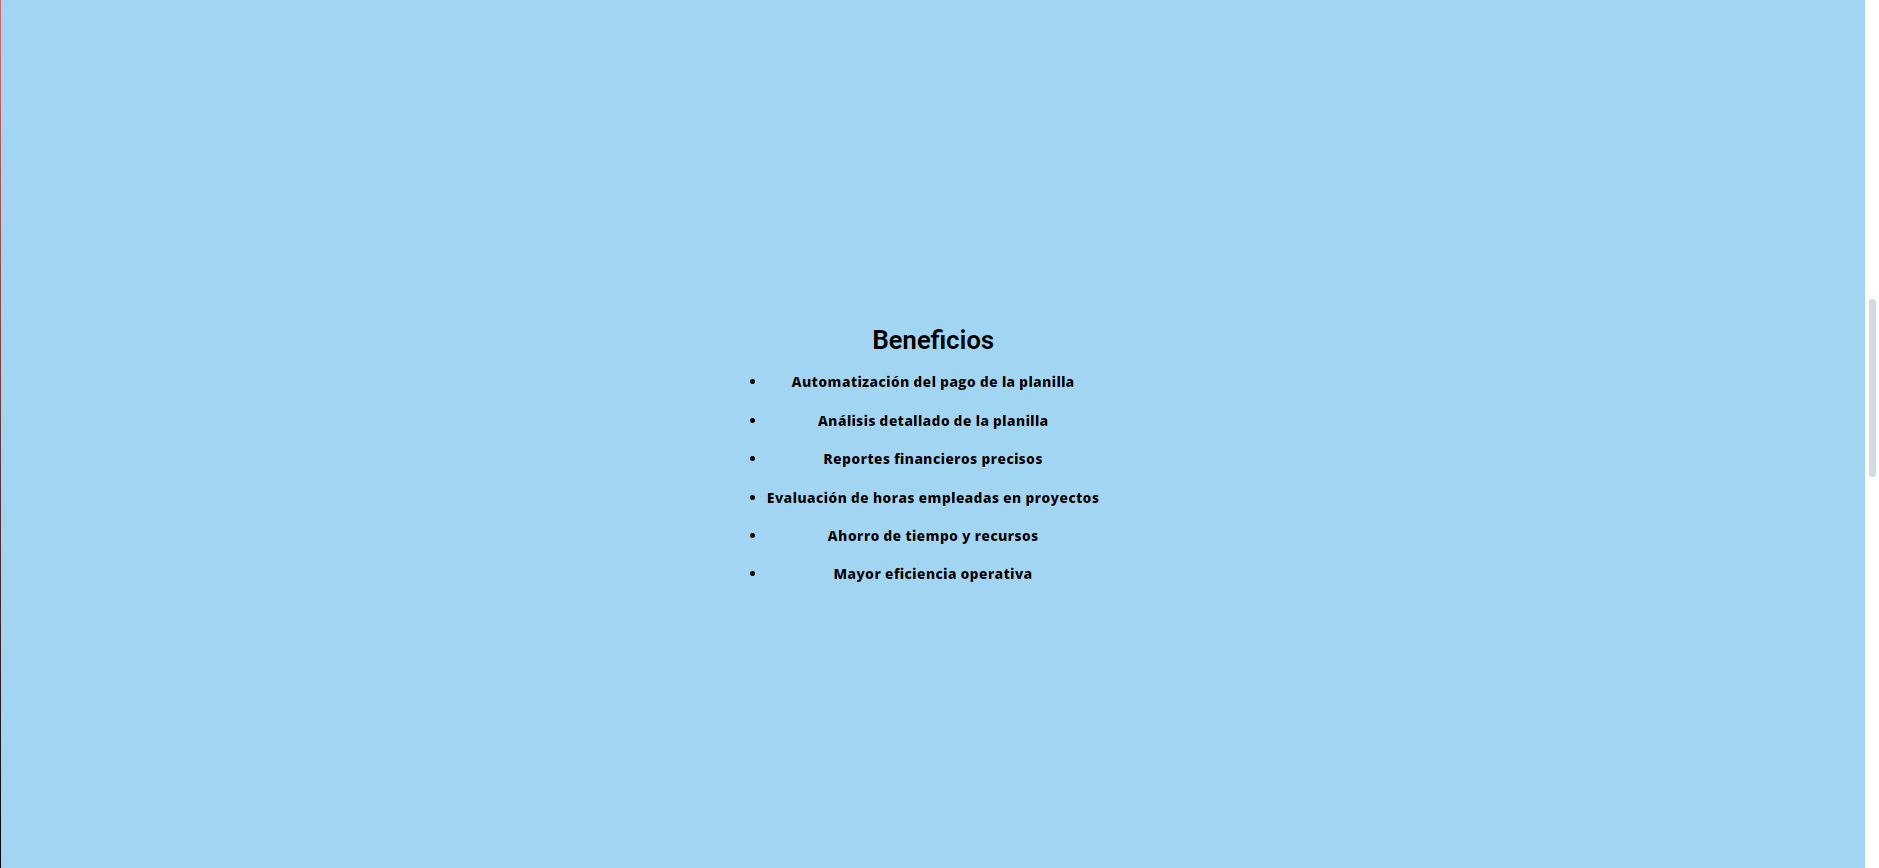 Beneficios
• Automatización del pago de la planilla
• Análisis detallado de la planilla
• Reportes financieros precisos
• Evaluación de horas empleadas en proyectos
• Ahorro de tiempo y recursos
• Mayor eficiencia operativa